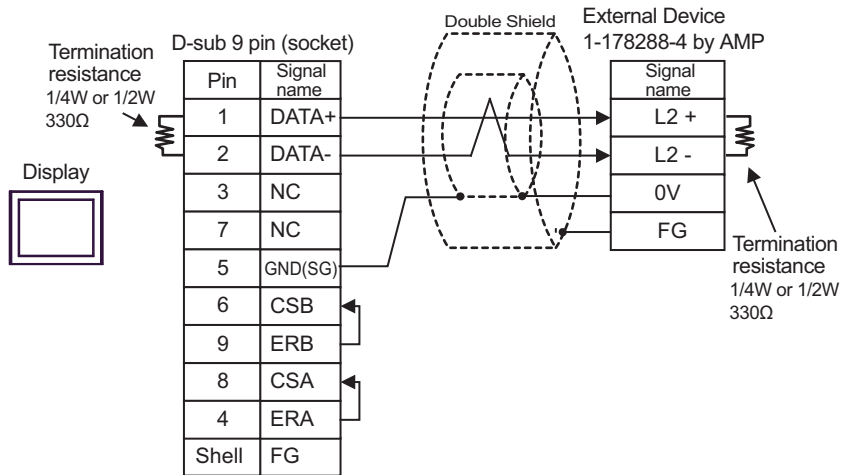 Double Shield
External Device
1-178288-4 by AMP
D-sub 9 pin (socket)
Termination
resistance
1/4W or 1/2W
330Ω
Display
Pin Signal name
1 DATA+
2 DATA-
3 NC
7 NC
5 GND(SG)
6 CSB
9 ERB
8 CSA
4 ERA
Shell FG
Signal name
L2 +
L2 -
0V
FG
Termination
resistance
1/4W or 1/2W
330Ω